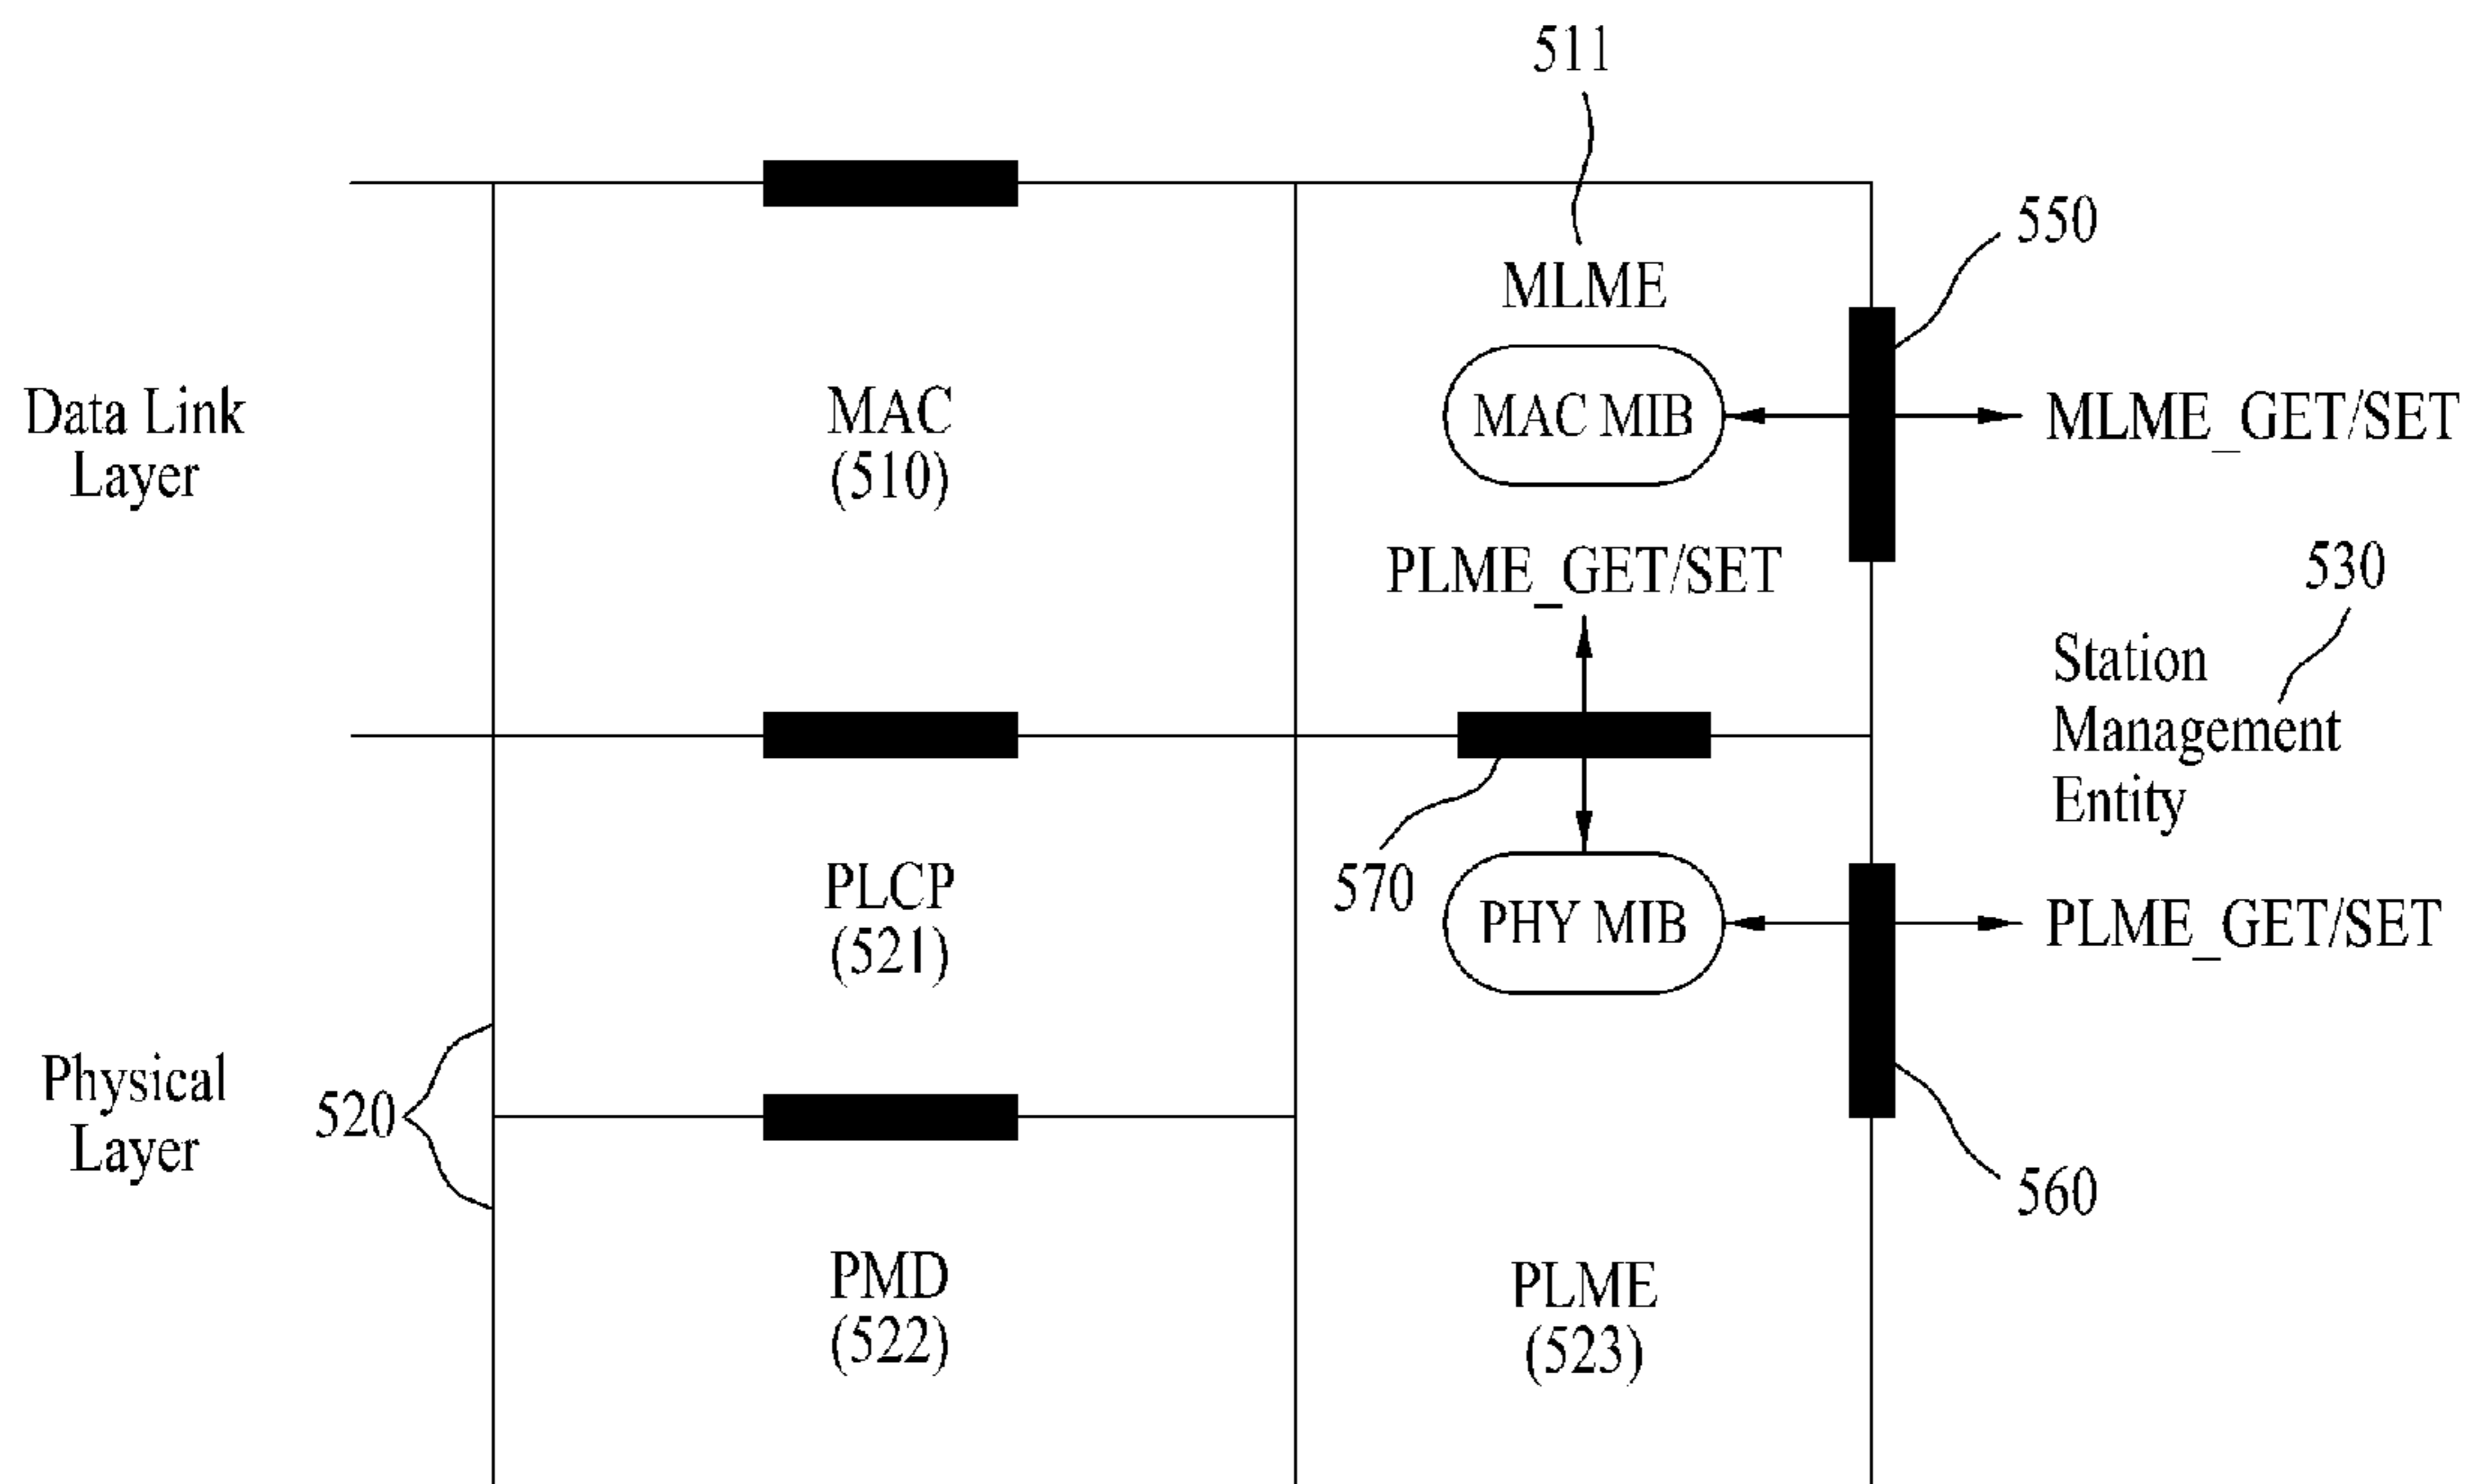 511
550
MLME
Data Link
Layer
MAC
(510)
MAC MIB
MLME_GET/SET
PLME_GET/SET
530
Station
Management
Entity
570
PLCP
(521)
PHY MIB
PLME_GET/SET
Physical
Layer
520
560
PMD
(522)
PLME
(523)